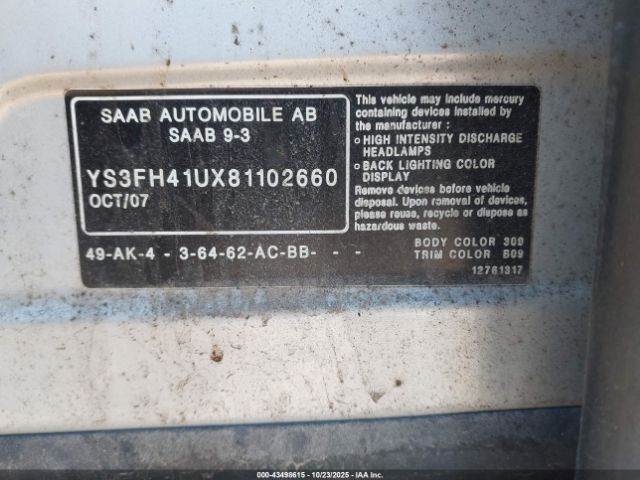 SAAB AUTOMOBILE AB
SAAB 9-3
YS3FH41UX81102660
OCT/07
49-AK-4 - 3-64-62-AC-BB- - -
This vehicle may include mercury
containing devices installed by
the manufacturer :
o HIGH INTENSITY DISCHARGE
HEADLAMPS
o BACK LIGHTING COLOR
DISPLAY
Remove devices before vehicle
disposal. Upon removal of devices,
please reuse, recycle or dispose as
hazardous waste.
BODY COLOR 300
TRIM COLOR B09
12761317
000-43498615 - 10/23/2025 - IAA, Inc.